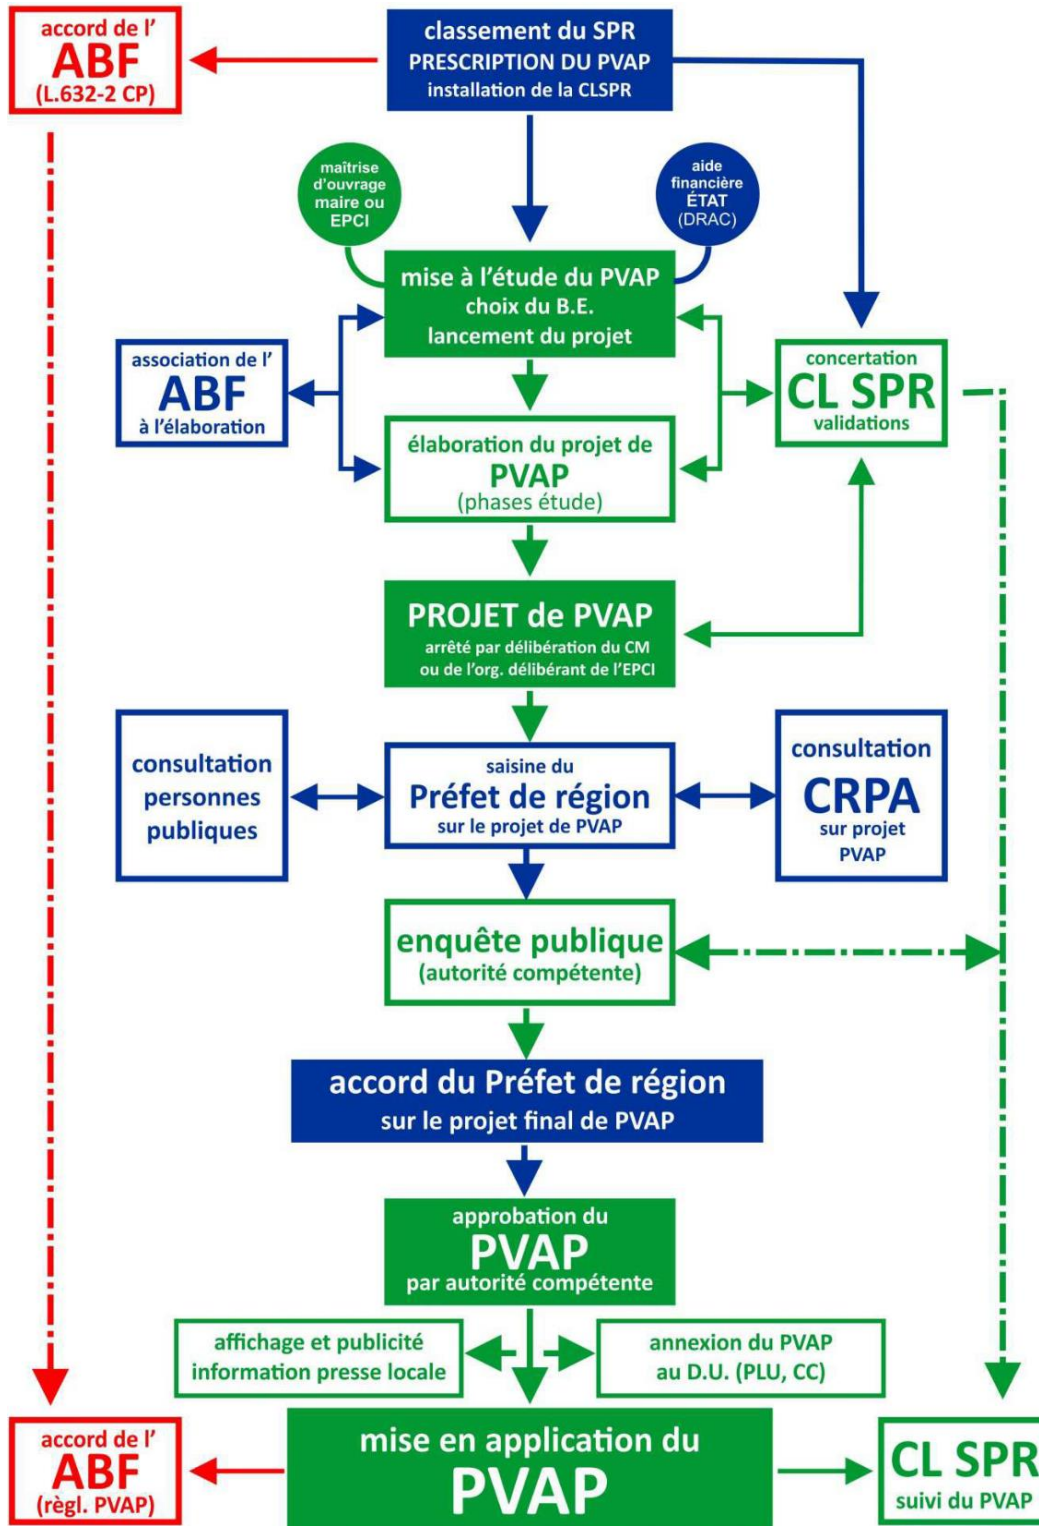 accord de l’
ABF
(L.632-2 CP)
classement du SPR
PRESCRIPTION DU PVAP
installation de la CLSPR
maîtrise
d’ouvrage
maire ou
EPCI
aide
financière
ÉTAT
(DRAC)
mise à l’étude du PVAP
choix du B.E.
lancement du projet
association de l’
ABF
à l’élaboration
concertation
CL SPR
validations
élaboration du projet de
PVAP
(phases étude)
PROJET de PVAP
arrêté par délibération du CM
ou de l’org. délibérant de l’EPCI
consultation
personnes
publiques
saisine du
Préfet de région
sur le projet de PVAP
consultation
CRPA
sur projet
PVAP
enquête publique
(autorité compétente)
accord du Préfet de région
sur le projet final de PVAP
approbation du
PVAP
par autorité compétente
affichage et publicité
information presse locale
annexion du PVAP
au D.U. (PLU, CC)
accord de l’
ABF
(règl. PVAP)
mise en application du
PVAP
CL SPR
suivi du PVAP